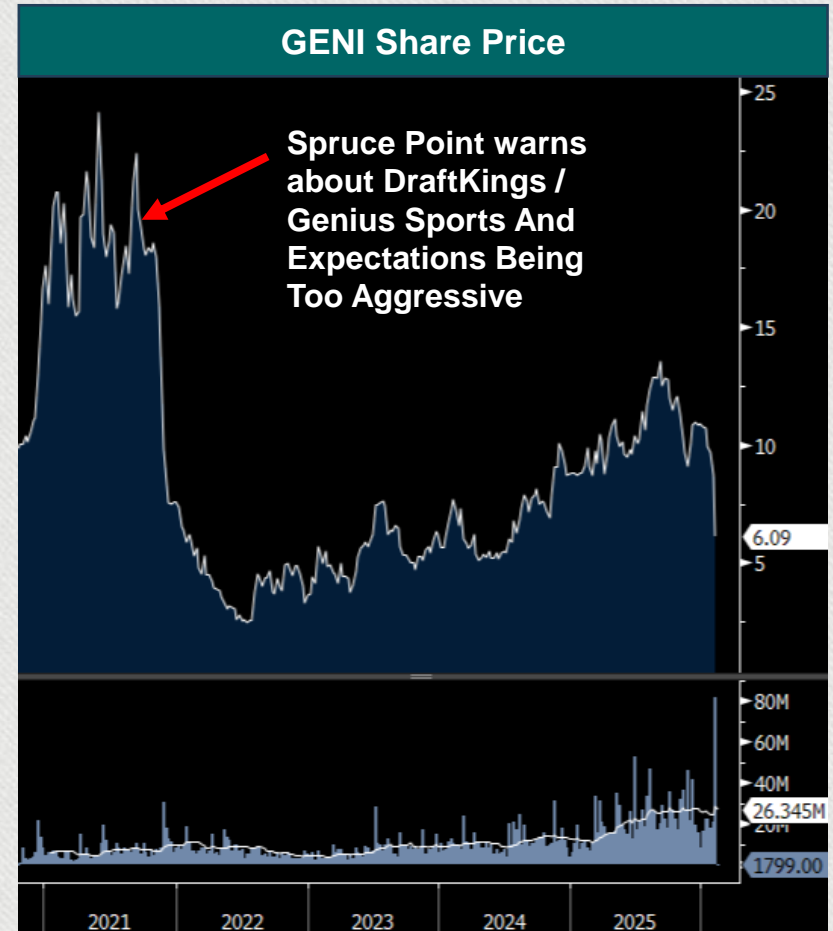 GENI Share Price
Spruce Point warns
about DraftKings /
Genius Sports And
Expectations Being
Too Aggressive
25
20
15
10
6.09
5
80M
60M
40M
26.345M
20M
1799.00
2021 2022 2023 2024 2025